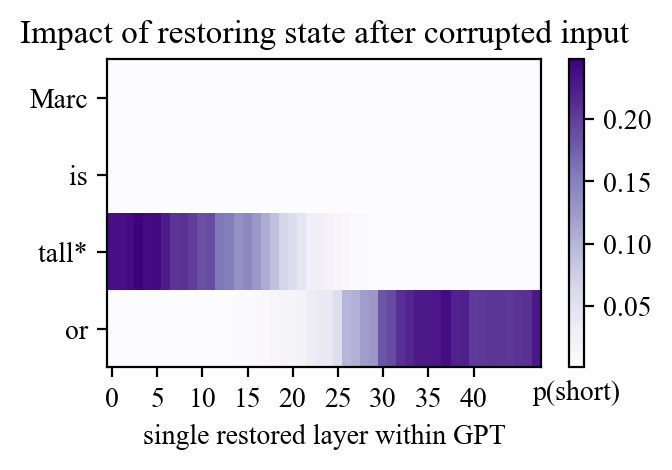 Impact of restoring state after corrupted input
Marc
is
tall*
or
0 5 10 15 20 25 30 35 40
single restored layer within GPT
0.20
0.15
0.10
0.05
p(short)